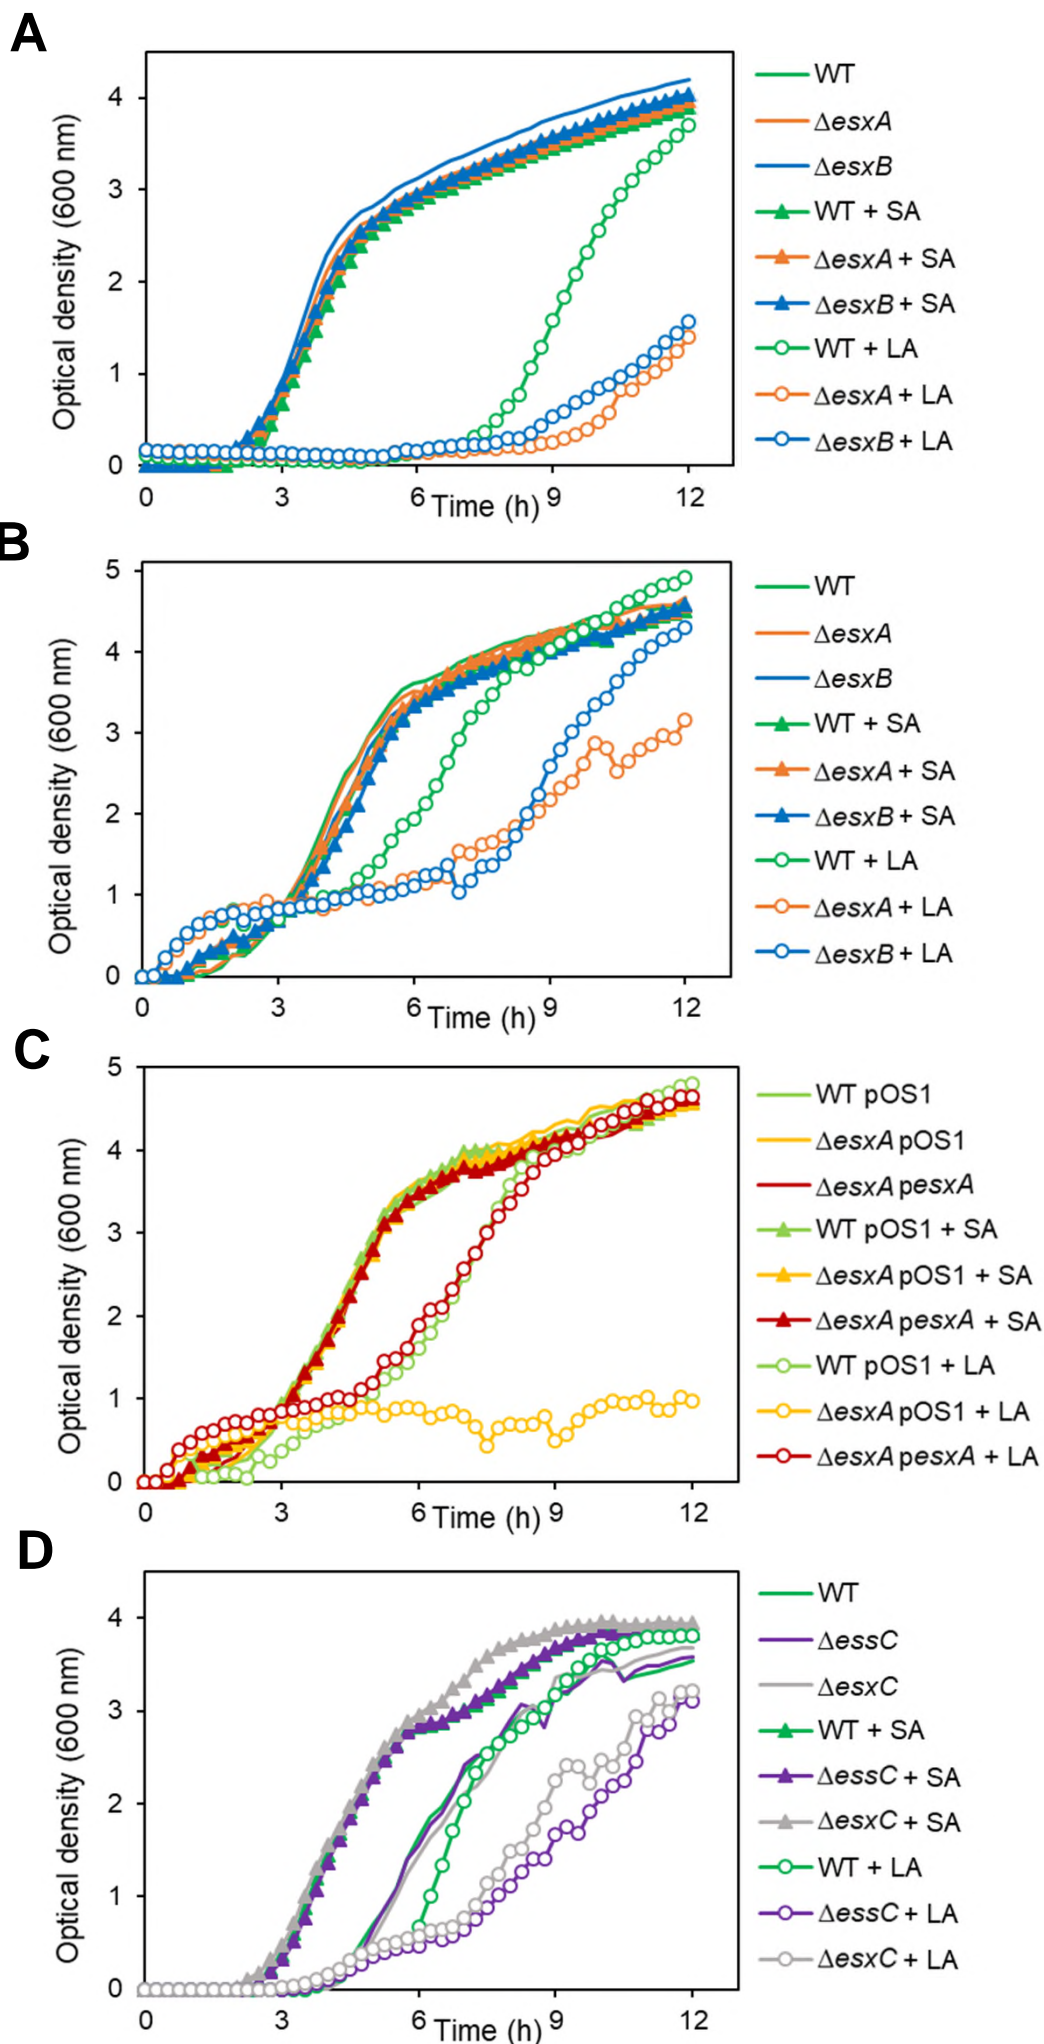 A
Optical density (600 nm)
4
3
2
1
0
0 3 6 9 12
Time (h)
WT
ΔesxA
ΔesxB
WT + SA
ΔesxA + SA
ΔesxB + SA
WT + LA
ΔesxA + LA
ΔesxB + LA
B
Optical density (600 nm)
5
4
3
2
1
0
0 3 6 9 12
Time (h)
WT
ΔesxA
ΔesxB
WT + SA
ΔesxA + SA
ΔesxB + SA
WT + LA
ΔesxA + LA
ΔesxB + LA
C
Optical density (600 nm)
5
4
3
2
1
0
0 3 6 9 12
Time (h)
WT pOS1
ΔesxA pOS1
ΔesxA pesxA
WT pOS1 + SA
ΔesxA pOS1 + SA
ΔesxA pesxA + SA
WT pOS1 + LA
ΔesxA pOS1 + LA
ΔesxA pesxA + LA
D
Optical density (600 nm)
4
3
2
1
0
0 3 6 9 12
Time (h)
WT
ΔessC
ΔesxC
WT + SA
ΔessC + SA
ΔesxC + SA
WT + LA
ΔessC + LA
ΔesxC + LA